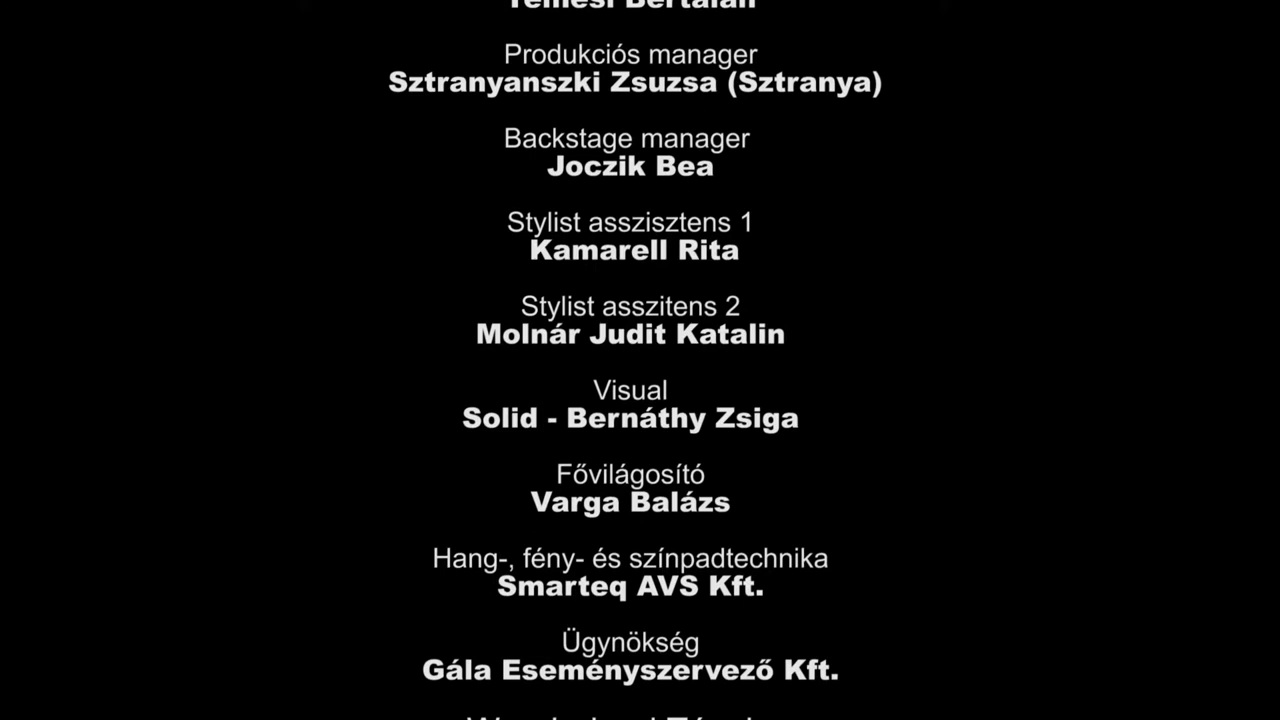 Temesi Bertalan
Produkciós manager
Sztranyanszki Zsuzsa (Sztranya)
Backstage manager
Joczik Bea
Stylist asszisztens 1
Kamarell Rita
Stylist asszitens 2
Molnár Judit Katalin
Visual
Solid - Bernáthy Zsiga
Fővilágosító
Varga Balázs
Hang-, fény- és színpadtechnika
Smarteq AVS Kft.
Ügynökség
Gála Eseményszervező Kft.